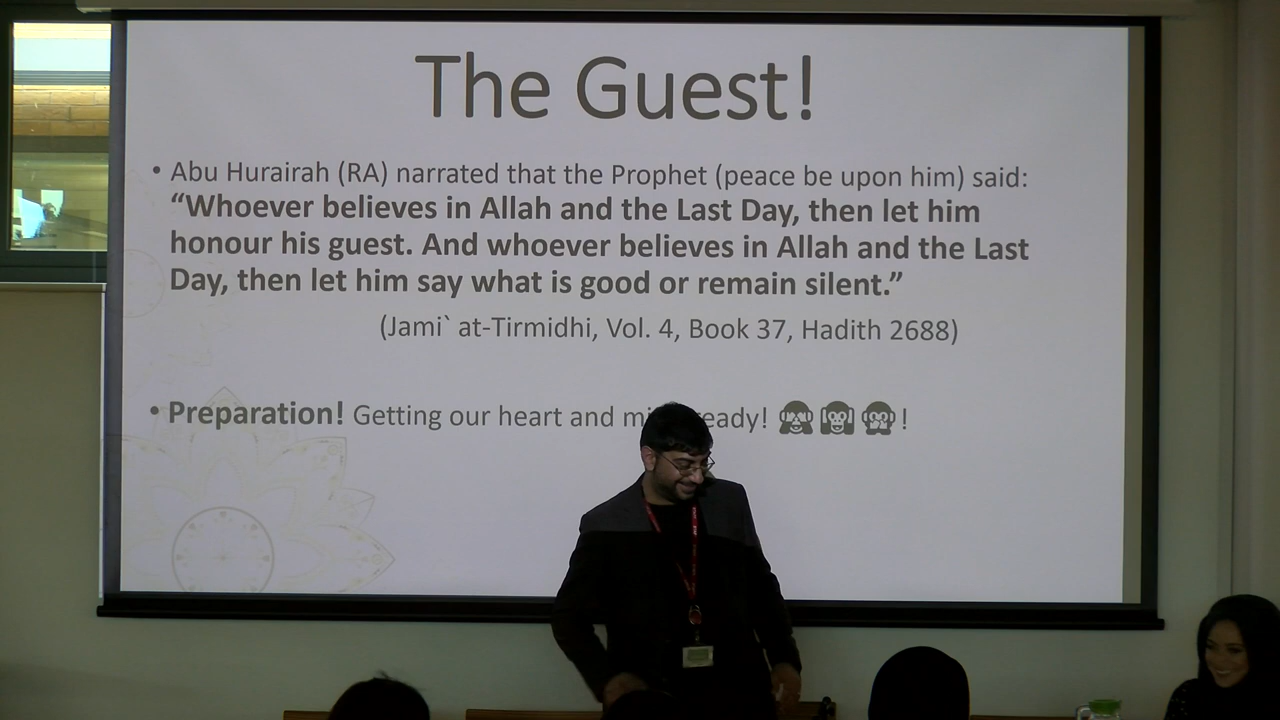 The Guest!
• Abu Hurairah (RA) narrated that the Prophet (peace be upon him) said:
“Whoever believes in Allah and the Last Day, then let him
honour his guest. And whoever believes in Allah and the Last
Day, then let him say what is good or remain silent.”
(Jami` at-Tirmidhi, Vol. 4, Book 37, Hadith 2688)
• Preparation! Getting our heart and ready! 🙈🙉🙊!